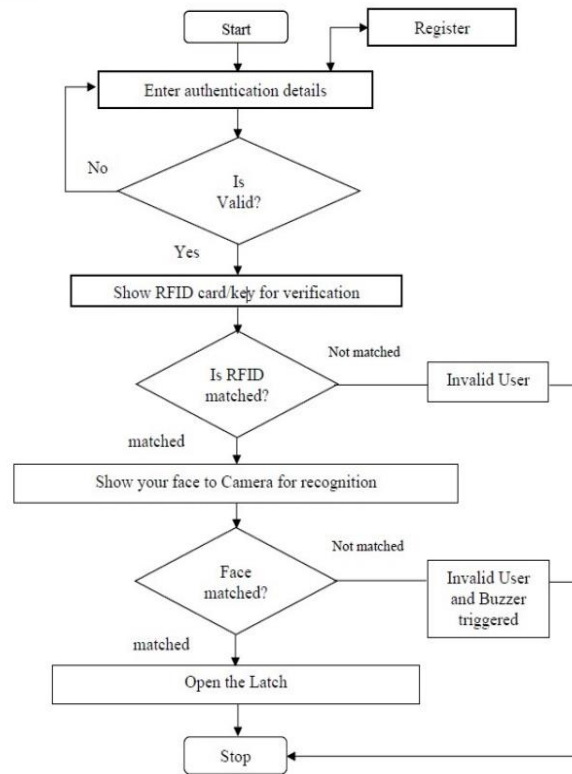 Start
Register
Enter authentication details
No
Is
Valid?
Yes
Show RFID card/key for verification
Not matched
Is RFID
matched?
Invalid User
matched
Show your face to Camera for recognition
Not matched
Face
matched?
Invalid User
and Buzzer
triggered
matched
Open the Latch
Stop